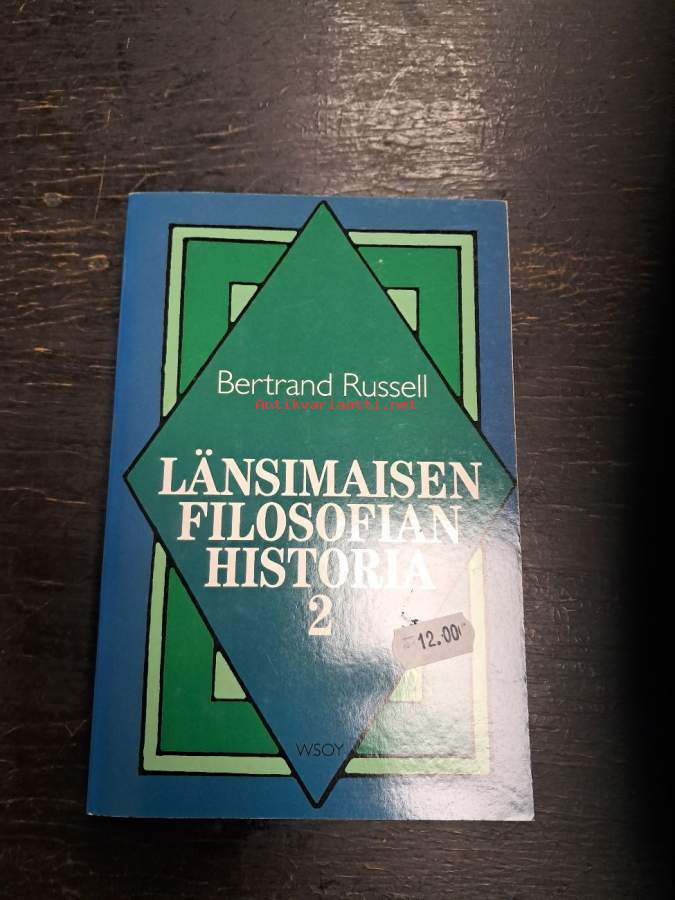 Bertrand Russell
Antikvariaatti.net
LÄNSIMAISEN
FILOSOFIAN
HISTORIA
2
12.00
WSOY